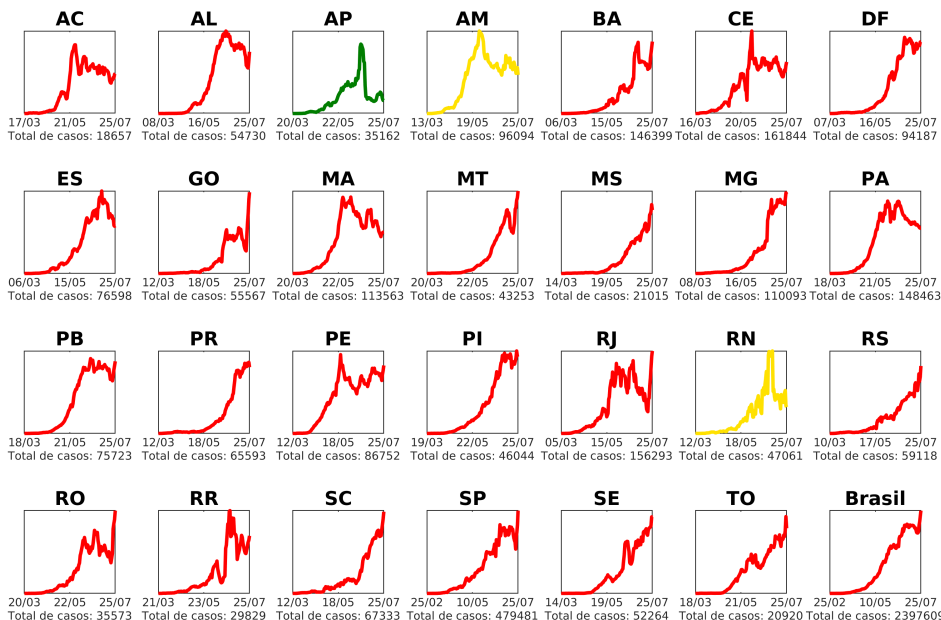 AC AL AP AM BA CE DF
17/03 21/05 25/07 08/03 16/05 25/07 20/03 22/05 25/07 13/03 19/05 25/07 06/03 15/05 25/07 16/03 20/05 25/07 07/03 16/05 25/07
Total de casos: 18657 Total de casos: 54730 Total de casos: 35162 Total de casos: 96094 Total de casos: 146399 Total de casos: 161844 Total de casos: 94187
ES GO MA MT MS MG PA
06/03 15/05 25/07 12/03 18/05 25/07 20/03 22/05 25/07 20/03 22/05 25/07 14/03 19/05 25/07 08/03 16/05 25/07 18/03 21/05 25/07
Total de casos: 76598 Total de casos: 55567 Total de casos: 113563 Total de casos: 43253 Total de casos: 21015 Total de casos: 110093 Total de casos: 148463
PB PR PE PI RJ RN RS
18/03 21/05 25/07 12/03 18/05 25/07 12/03 18/05 25/07 19/03 22/05 25/07 05/03 15/05 25/07 12/03 18/05 25/07 10/03 17/05 25/07
Total de casos: 75723 Total de casos: 65593 Total de casos: 86752 Total de casos: 46044 Total de casos: 156293 Total de casos: 47061 Total de casos: 59118
RO RR SC SP SE TO Brasil
20/03 22/05 25/07 21/03 23/05 25/07 12/03 18/05 25/07 25/02 10/05 25/07 14/03 19/05 25/07 18/03 21/05 25/07 25/02 10/05 25/07
Total de casos: 35573 Total de casos: 29829 Total de casos: 67333 Total de casos: 479481 Total de casos: 52264 Total de casos: 20920 Total de casos: 2397609